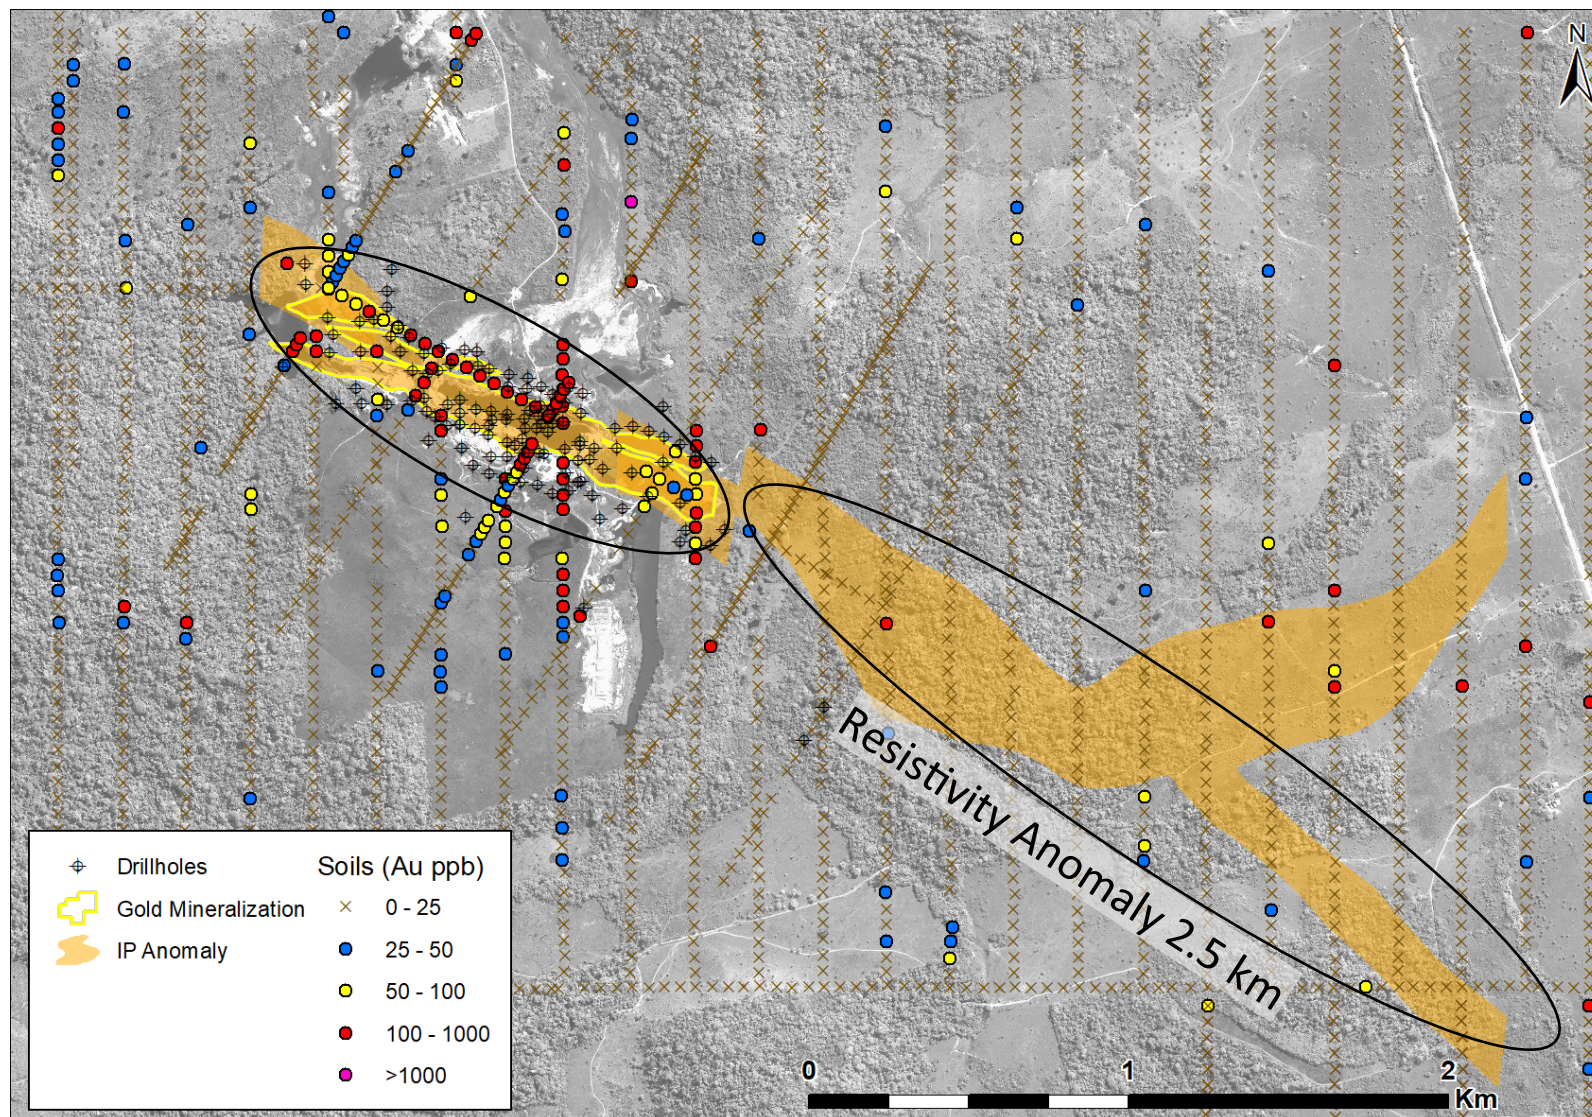 N
Resistivity Anomaly 2.5 km
Drillholes
Gold Mineralization
IP Anomaly
Soils (Au ppb)
0 - 25
25 - 50
50 - 100
100 - 1000
>1000
0 1 2
Km